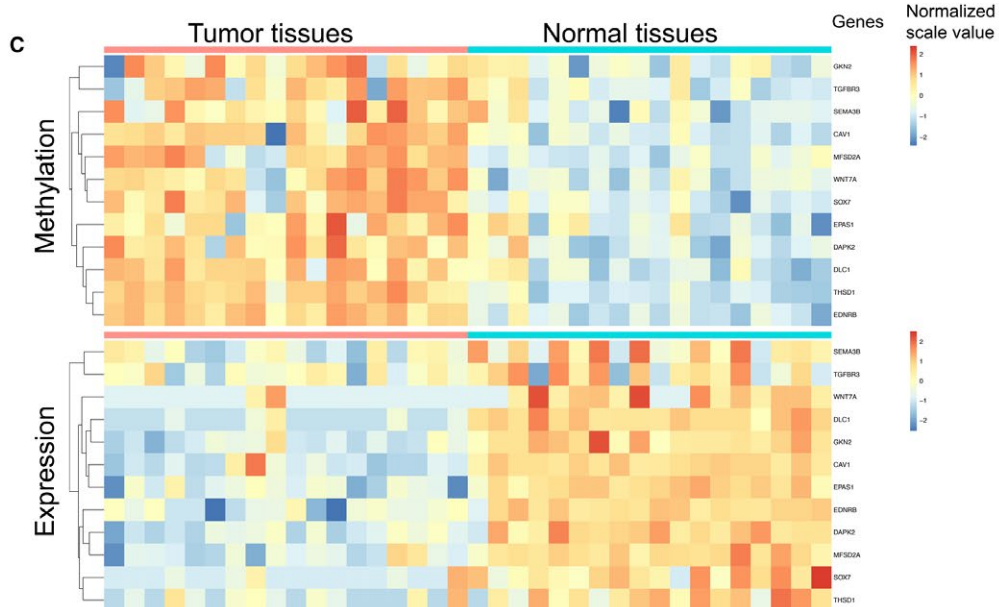 C
Tumor tissues
Normal tissues
Genes
Normalized
scale value
Methylation
GKN2
TGFBR3
SEMA3B
CAV1
MFSD2A
WNT7A
SOX7
EPAS1
DAPK2
DLC1
THSD1
EDNRB
2
1
0
−1
−2
Expression
SEMA3B
TGFBR3
WNT7A
DLC1
GKN2
CAV1
EPAS1
EDNRB
DAPK2
MFSD2A
SOX7
THSD1
2
1
0
−1
−2